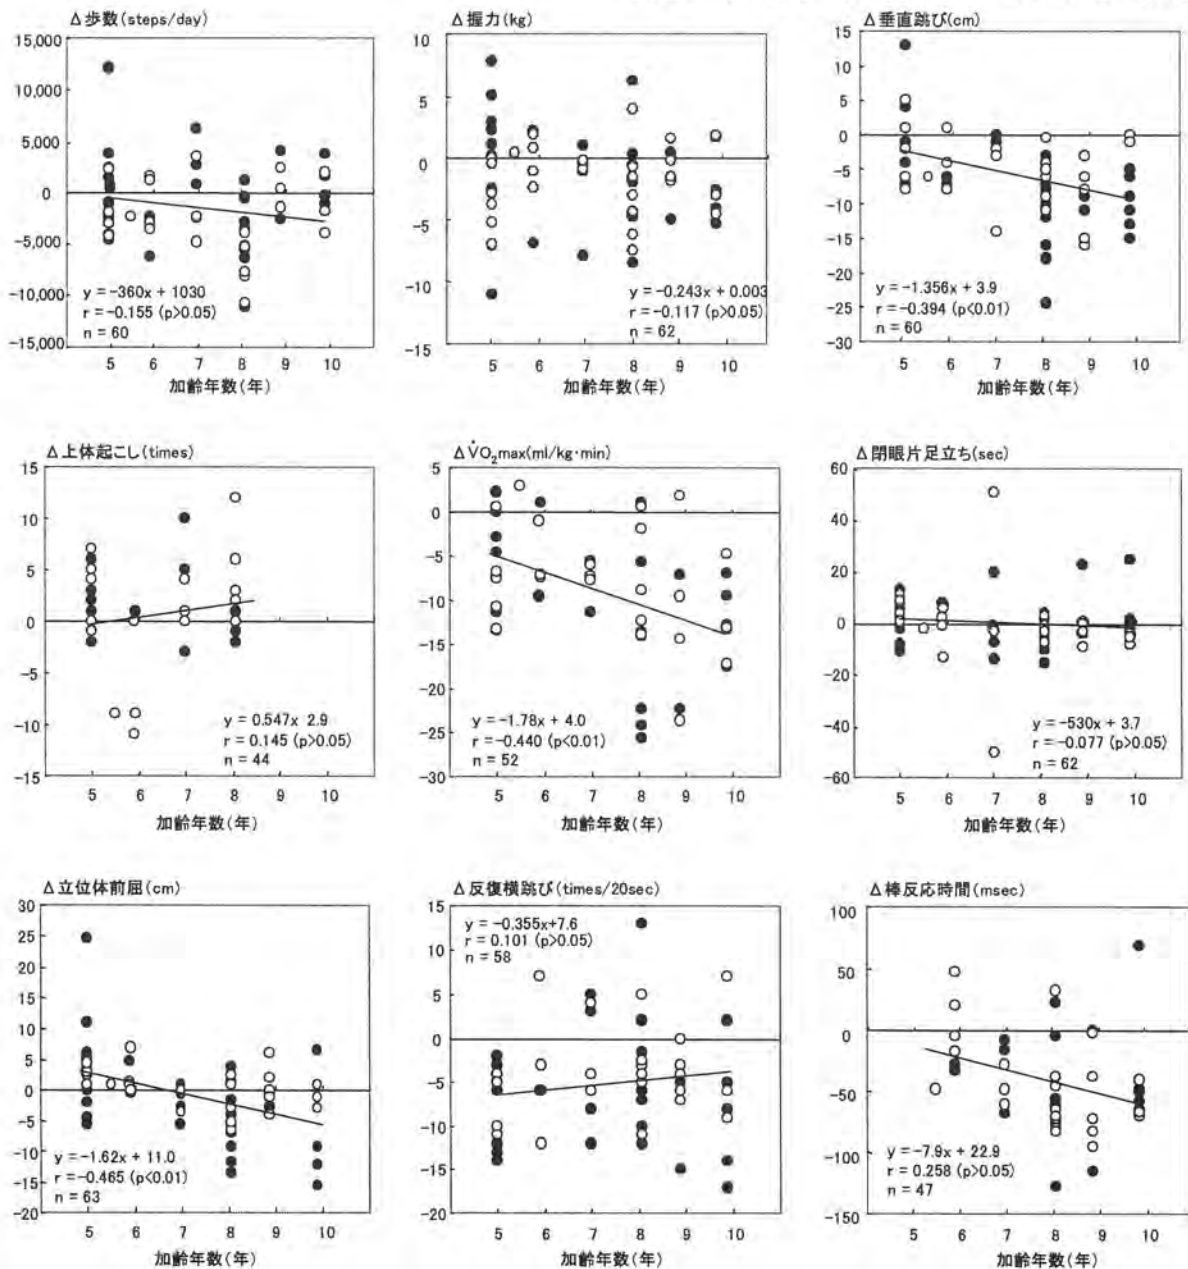 Δ歩数(steps/day)
15,000
10,000
5,000
0
−5,000
−10,000
−15,000
y = −360x + 1030
r = −0.155 (p>0.05)
n = 60
5 6 7 8 9 10
加齢年数(年)
Δ握力(kg)
10
5
0
−5
−10
−15
y = −0.243x + 0.003
r = −0.117 (p>0.05)
n = 62
5 6 7 8 9 10
加齢年数(年)
Δ垂直跳び(cm)
15
10
5
0
−5
−10
−15
−20
−25
−30
y = −1.356x + 3.9
r = −0.394 (p<0.01)
n = 60
5 6 7 8 9 10
加齢年数(年)
Δ上体起こし(times)
15
10
5
0
−5
−10
−15
y = 0.547x 2.9
r = 0.145 (p>0.05)
n = 44
5 6 7 8 9 10
加齢年数(年)
ΔV̇O₂max(ml/kg·min)
5
0
−5
−10
−15
−20
−25
−30
y = −1.78x + 4.0
r = −0.440 (p<0.01)
n = 52
5 6 7 8 9 10
加齢年数(年)
Δ閉眼片足立ち(sec)
60
40
20
0
−20
−40
−60
y = −530x + 3.7
r = −0.077 (p>0.05)
n = 62
5 6 7 8 9 10
加齢年数(年)
Δ立位体前屈(cm)
30
25
20
15
10
5
0
−5
−10
−15
−20
y = −1.62x + 11.0
r = −0.465 (p<0.01)
n = 63
5 6 7 8 9 10
加齢年数(年)
Δ反復横跳び(times/20sec)
15
10
5
0
−5
−10
−15
−20
y = −0.355x+7.6
r = 0.101 (p>0.05)
n = 58
5 6 7 8 9 10
加齢年数(年)
Δ棒反応時間(msec)
100
50
0
−50
−100
−150
y = −7.9x + 22.9
r = 0.258 (p>0.05)
n = 47
5 6 7 8 9 10
加齢年数(年)